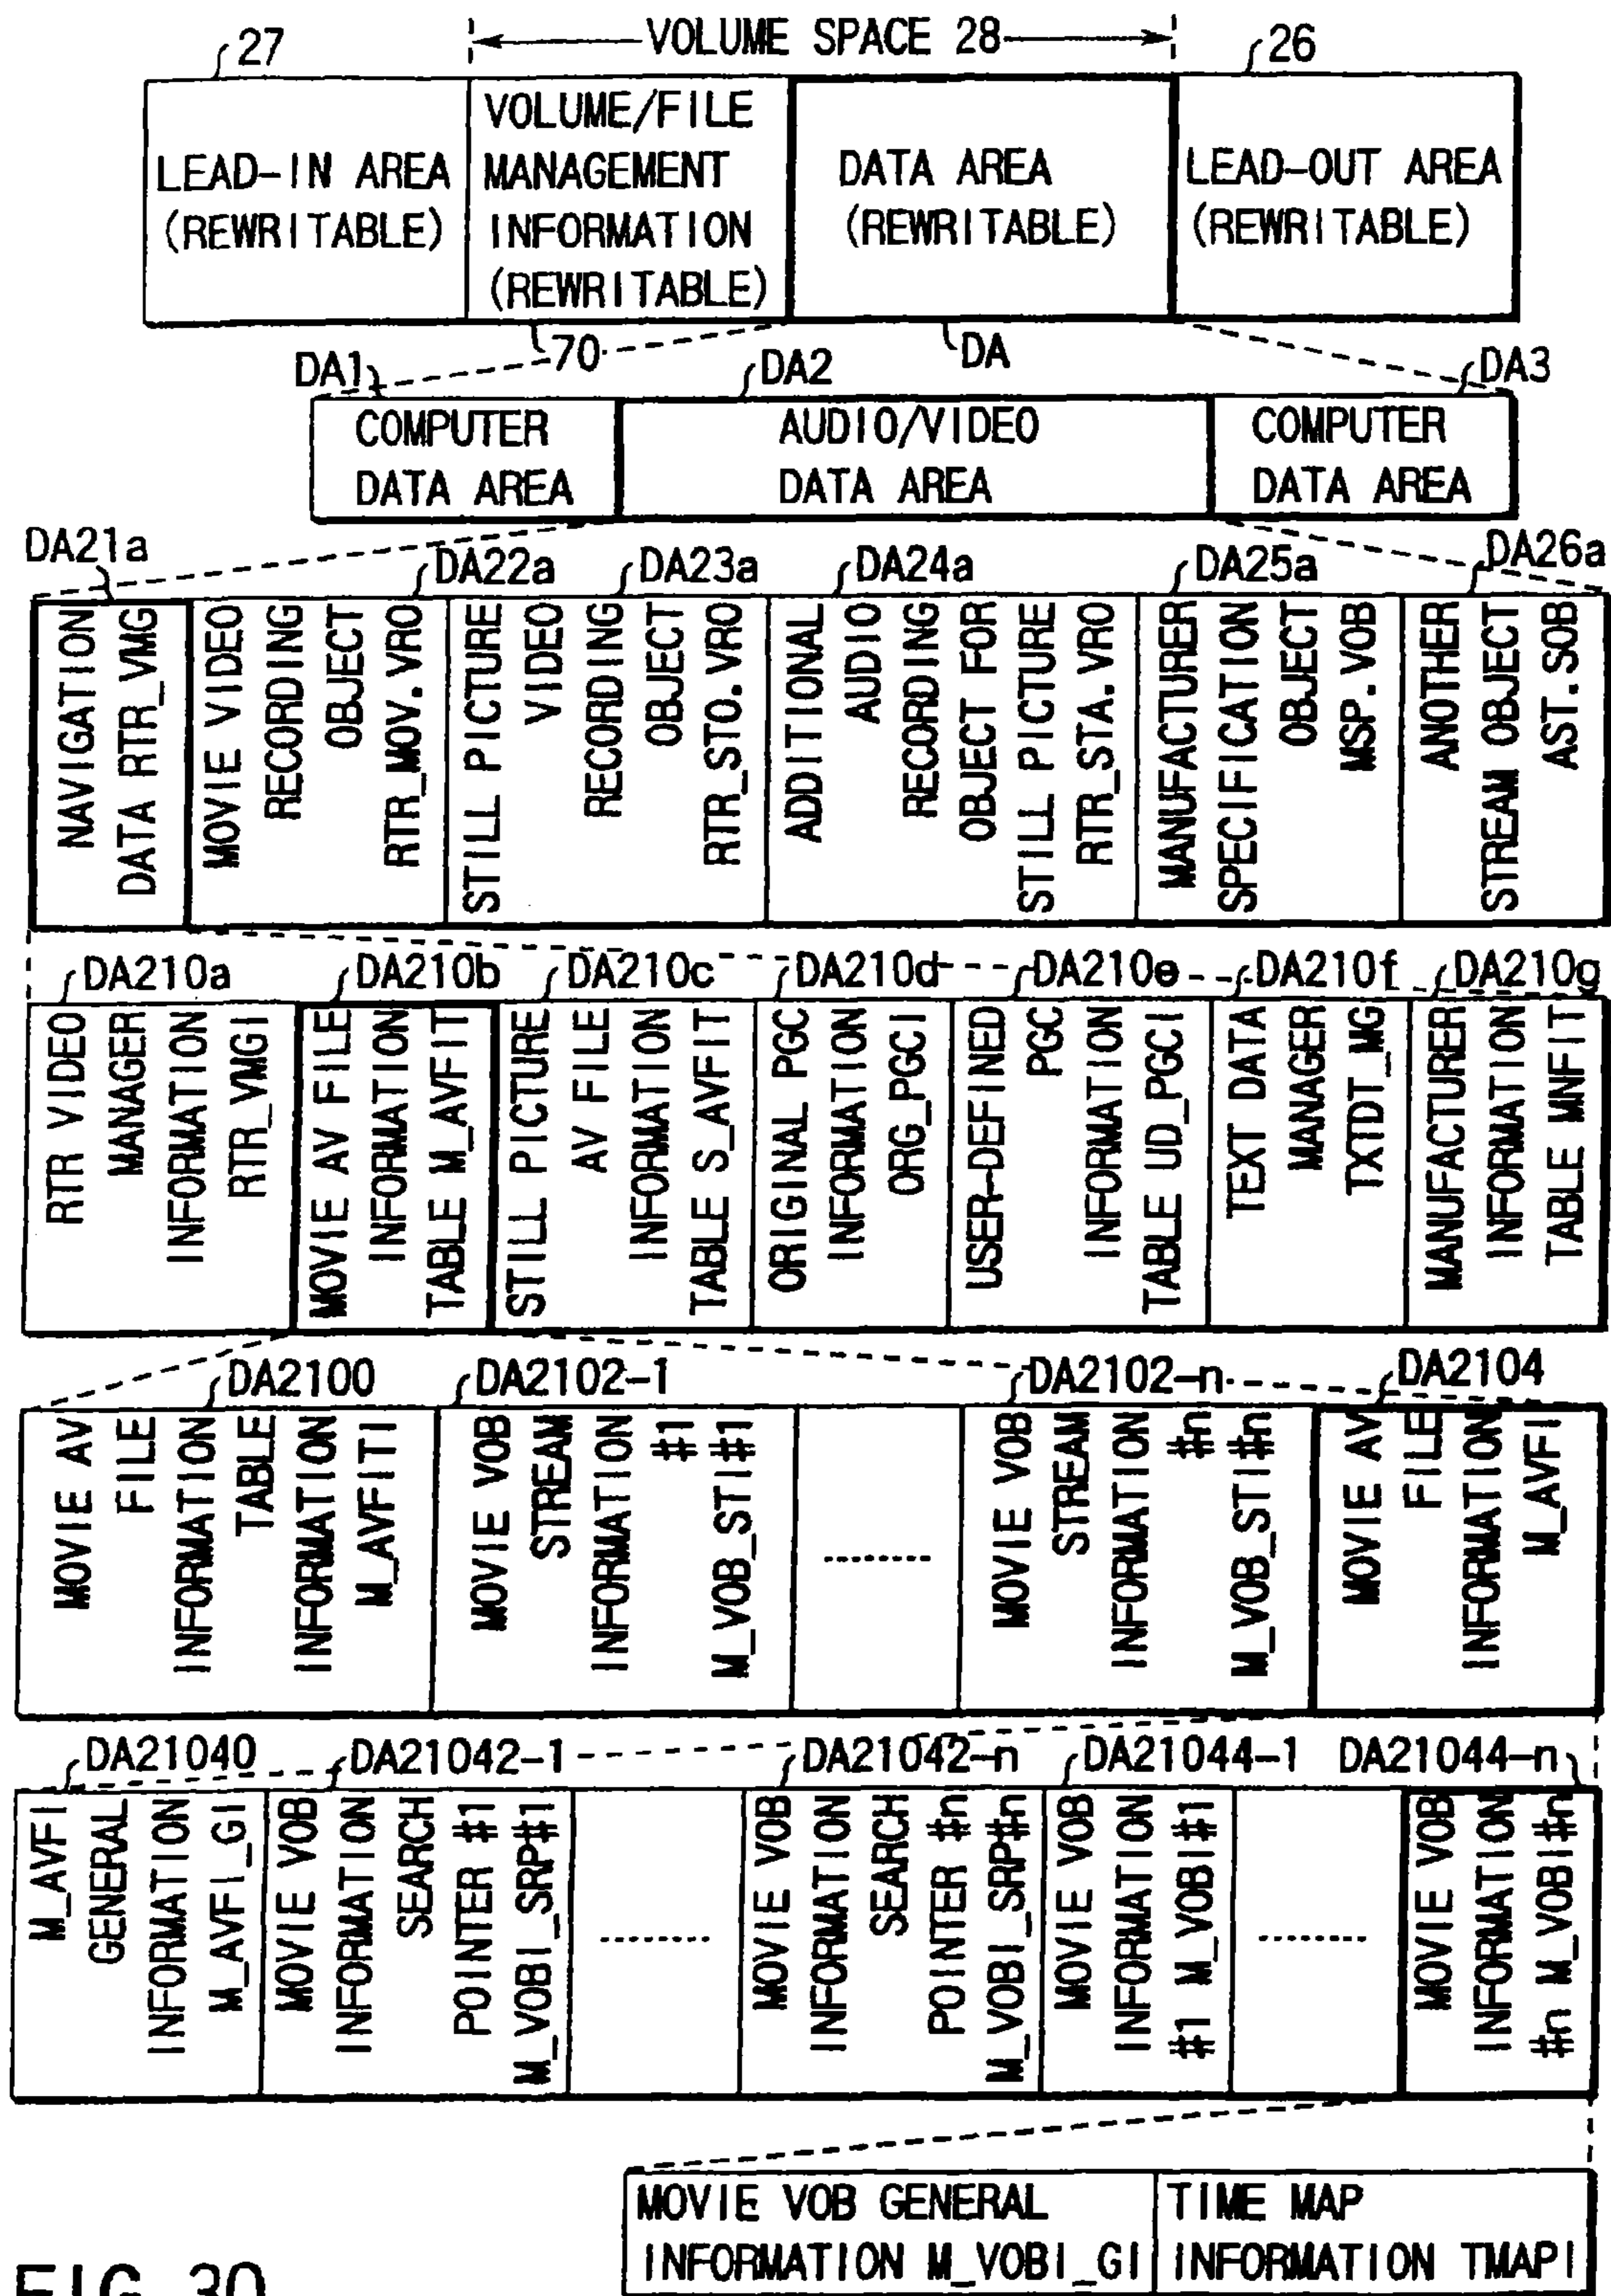 27
VOLUME SPACE 28
26
LEAD-IN AREA
(REWRITABLE)
VOLUME/FILE
MANAGEMENT
INFORMATION
(REWRITABLE)
DATA AREA
(REWRITABLE)
LEAD-OUT AREA
(REWRITABLE)
70
DA
DA1
DA2
DA3
COMPUTER
DATA AREA
AUDIO/VIDEO
DATA AREA
COMPUTER
DATA AREA
DA21a
DA22a
DA23a
DA24a
DA25a
DA26a
NAVIGATION
DATA RTR_VMG
MOVIE VIDEO
RECORDING
OBJECT
RTR_MOV.VRO
STILL PICTURE
VIDEO
RECORDING
OBJECT
RTR_STO.VRO
ADDITIONAL
AUDIO
RECORDING
OBJECT FOR
STILL PICTURE
RTR_STA.VRO
MANUFACTURER
SPECIFICATION
OBJECT
MSP.VOB
ANOTHER
STREAM OBJECT
AST.SOB
DA210a
DA210b
DA210c
DA210d
DA210e
DA210f
DA210g
RTR VIDEO
MANAGER
INFORMATION
RTR_VMGI
MOVIE AV FILE
INFORMATION
TABLE M_AVFIT
STILL PICTURE
AV FILE
INFORMATION
TABLE S_AVFIT
ORIGINAL PGC
INFORMATION
ORG_PGCI
USER-DEFINED
PGC
INFORMATION
TABLE UD_PGCI
TEXT DATA
MANAGER
TXTDT_MG
MANUFACTURER
INFORMATION
TABLE MNFIT
DA2100
DA2102-1
DA2102-n
DA2104
MOVIE AV
FILE
INFORMATION
TABLE
INFORMATION
M_AVFITI
MOVIE VOB
STREAM
INFORMATION
#1
M_VOB_STI#1
........
MOVIE VOB
STREAM
INFORMATION
#n
M_VOB_STI#n
MOVIE AV
FILE
INFORMATION
M_AVFI
DA21040
DA21042-1
DA21042-n
DA21044-1
DA21044-n
M_AVFI
GENERAL
INFORMATION
M_AVFI_GI
MOVIE VOB
INFORMATION
SEARCH
POINTER #1
M_VOBI_SRP#1
........
MOVIE VOB
INFORMATION
SEARCH
POINTER #n
M_VOBI_SRP#n
MOVIE VOB
INFORMATION
#1 M_VOBI#1
........
MOVIE VOB
INFORMATION
#n M_VOBI#n
MOVIE VOB GENERAL
INFORMATION M_VOBI_GI
TIME MAP
INFORMATION TMAPI
FIG. 30